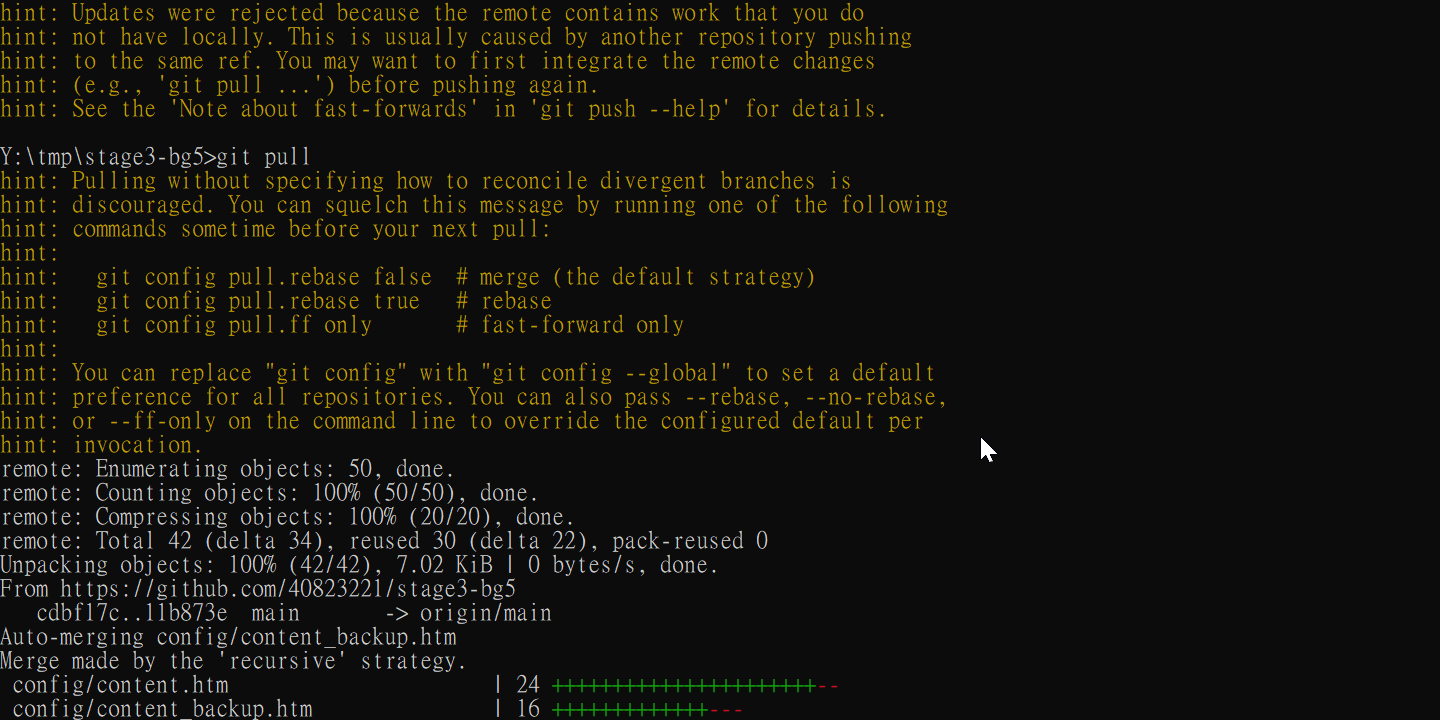 hint: Updates were rejected because the remote contains work that you do
hint: not have locally. This is usually caused by another repository pushing
hint: to the same ref. You may want to first integrate the remote changes
hint: (e.g., 'git pull ...') before pushing again.
hint: See the 'Note about fast-forwards' in 'git push --help' for details.
Y:\tmp\stage3-bg5>git pull
hint: Pulling without specifying how to reconcile divergent branches is
hint: discouraged. You can squelch this message by running one of the following
hint: commands sometime before your next pull:
hint:
hint:   git config pull.rebase false  # merge (the default strategy)
hint:   git config pull.rebase true   # rebase
hint:   git config pull.ff only       # fast-forward only
hint:
hint: You can replace "git config" with "git config --global" to set a default
hint: preference for all repositories. You can also pass --rebase, --no-rebase,
hint: or --ff-only on the command line to override the configured default per
hint: invocation.
remote: Enumerating objects: 50, done.
remote: Counting objects: 100% (50/50), done.
remote: Compressing objects: 100% (20/20), done.
remote: Total 42 (delta 34), reused 30 (delta 22), pack-reused 0
Unpacking objects: 100% (42/42), 7.02 KiB | 0 bytes/s, done.
From https://github.com/40823221/stage3-bg5
   cdbf17c..11b873e  main       -> origin/main
Auto-merging config/content_backup.htm
Merge made by the 'recursive' strategy.
 config/content.htm                      | 24 ++++++++++++++++++++++--
 config/content_backup.htm               | 16 +++++++++++++---